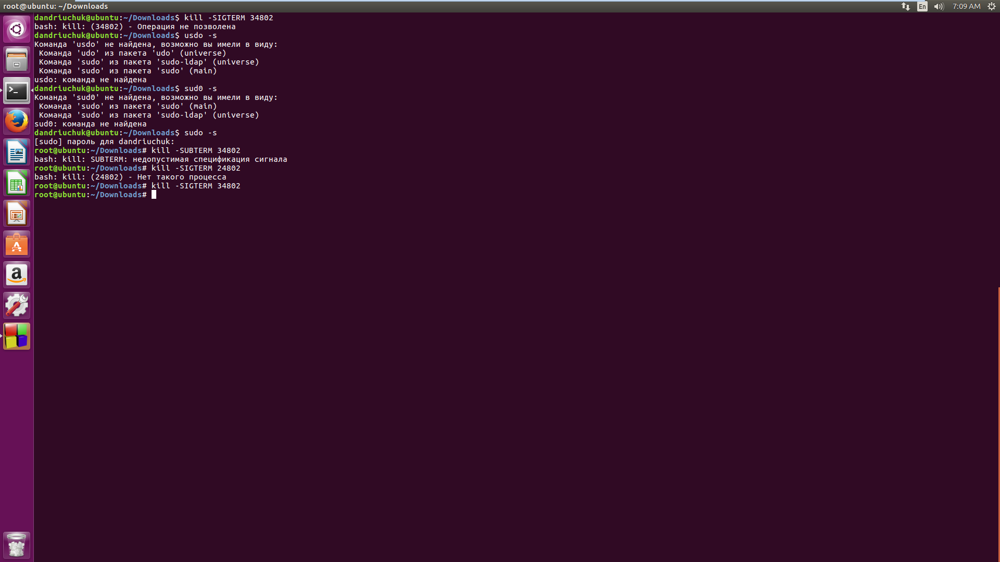 root@ubuntu: ~/Downloads
En
7:09 AM
dandriuchuk@ubuntu:~/Downloads$ kill -SIGTERM 34802
bash: kill: (34802) - Операция не позволена
dandriuchuk@ubuntu:~/Downloads$ usdo -s
Команда 'usdo' не найдена, возможно вы имели в виду:
 Команда 'udo' из пакета 'udo' (universe)
 Команда 'sudo' из пакета 'sudo-ldap' (universe)
 Команда 'sudo' из пакета 'sudo' (main)
usdo: команда не найдена
dandriuchuk@ubuntu:~/Downloads$ sud0 -s
Команда 'sud0' не найдена, возможно вы имели в виду:
 Команда 'sudo' из пакета 'sudo' (main)
 Команда 'sudo' из пакета 'sudo-ldap' (universe)
sud0: команда не найдена
dandriuchuk@ubuntu:~/Downloads$ sudo -s
[sudo] пароль для dandriuchuk:
root@ubuntu:~/Downloads# kill -SUBTERM 34802
bash: kill: SUBTERM: недопустимая спецификация сигнала
root@ubuntu:~/Downloads# kill -SIGTERM 24802
bash: kill: (24802) - Нет такого процесса
root@ubuntu:~/Downloads# kill -SIGTERM 34802
root@ubuntu:~/Downloads#